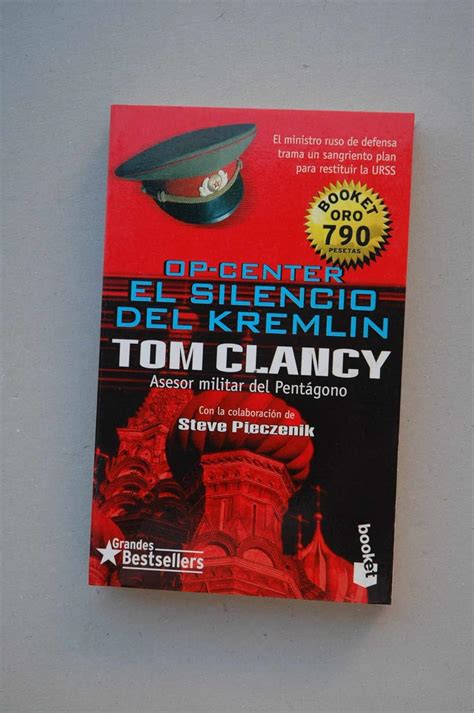 El ministro ruso de defensa
trama un sangriento plan
para restituir la URSS
BOOKET
ORO
790
PESETAS
OP-CENTER
EL SILENCIO
DEL KREMLIN
TOM CLANCY
Asesor militar del Pentágono
Con la colaboración de
Steve Pieczenik
Grandes
Bestsellers
booket